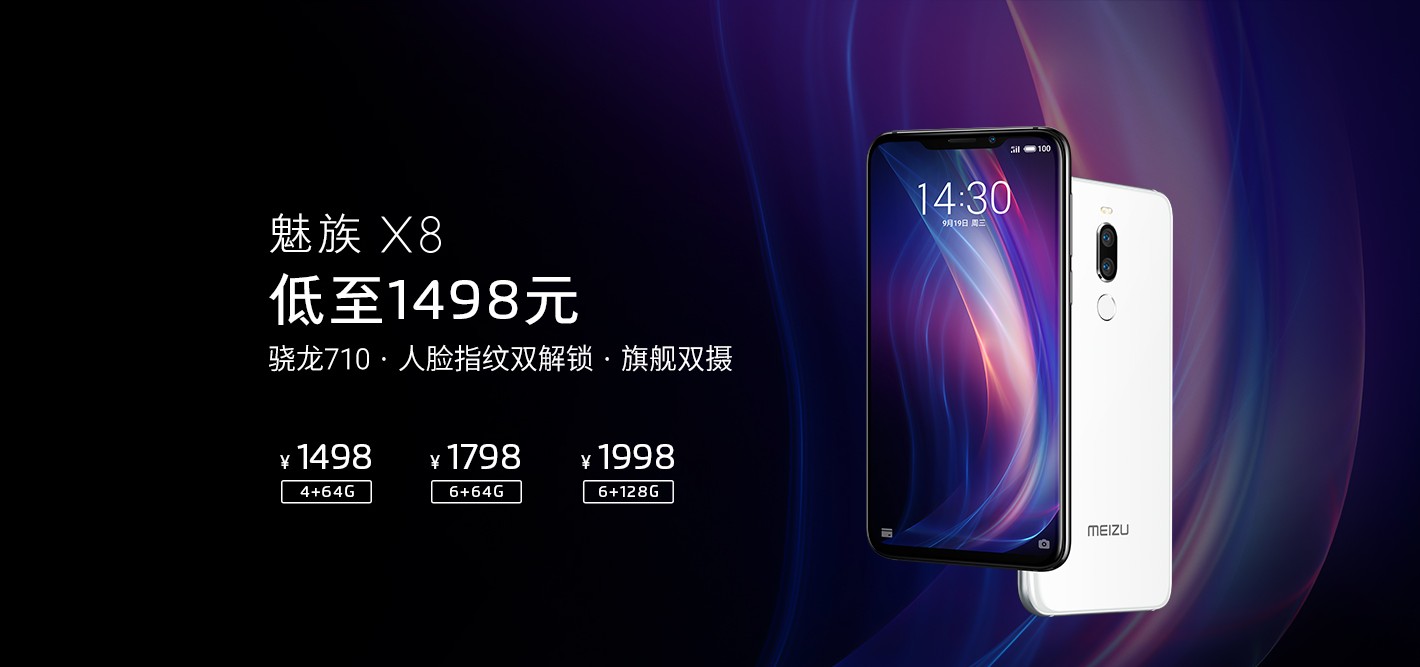 魅族 X8
低至1498元
骁龙710 · 人脸指纹双解锁 · 旗舰双摄
¥ 1498 ¥ 1798 ¥ 1998
4+64G 6+64G 6+128G
100
14:30
9月19日 周三
MEIZU